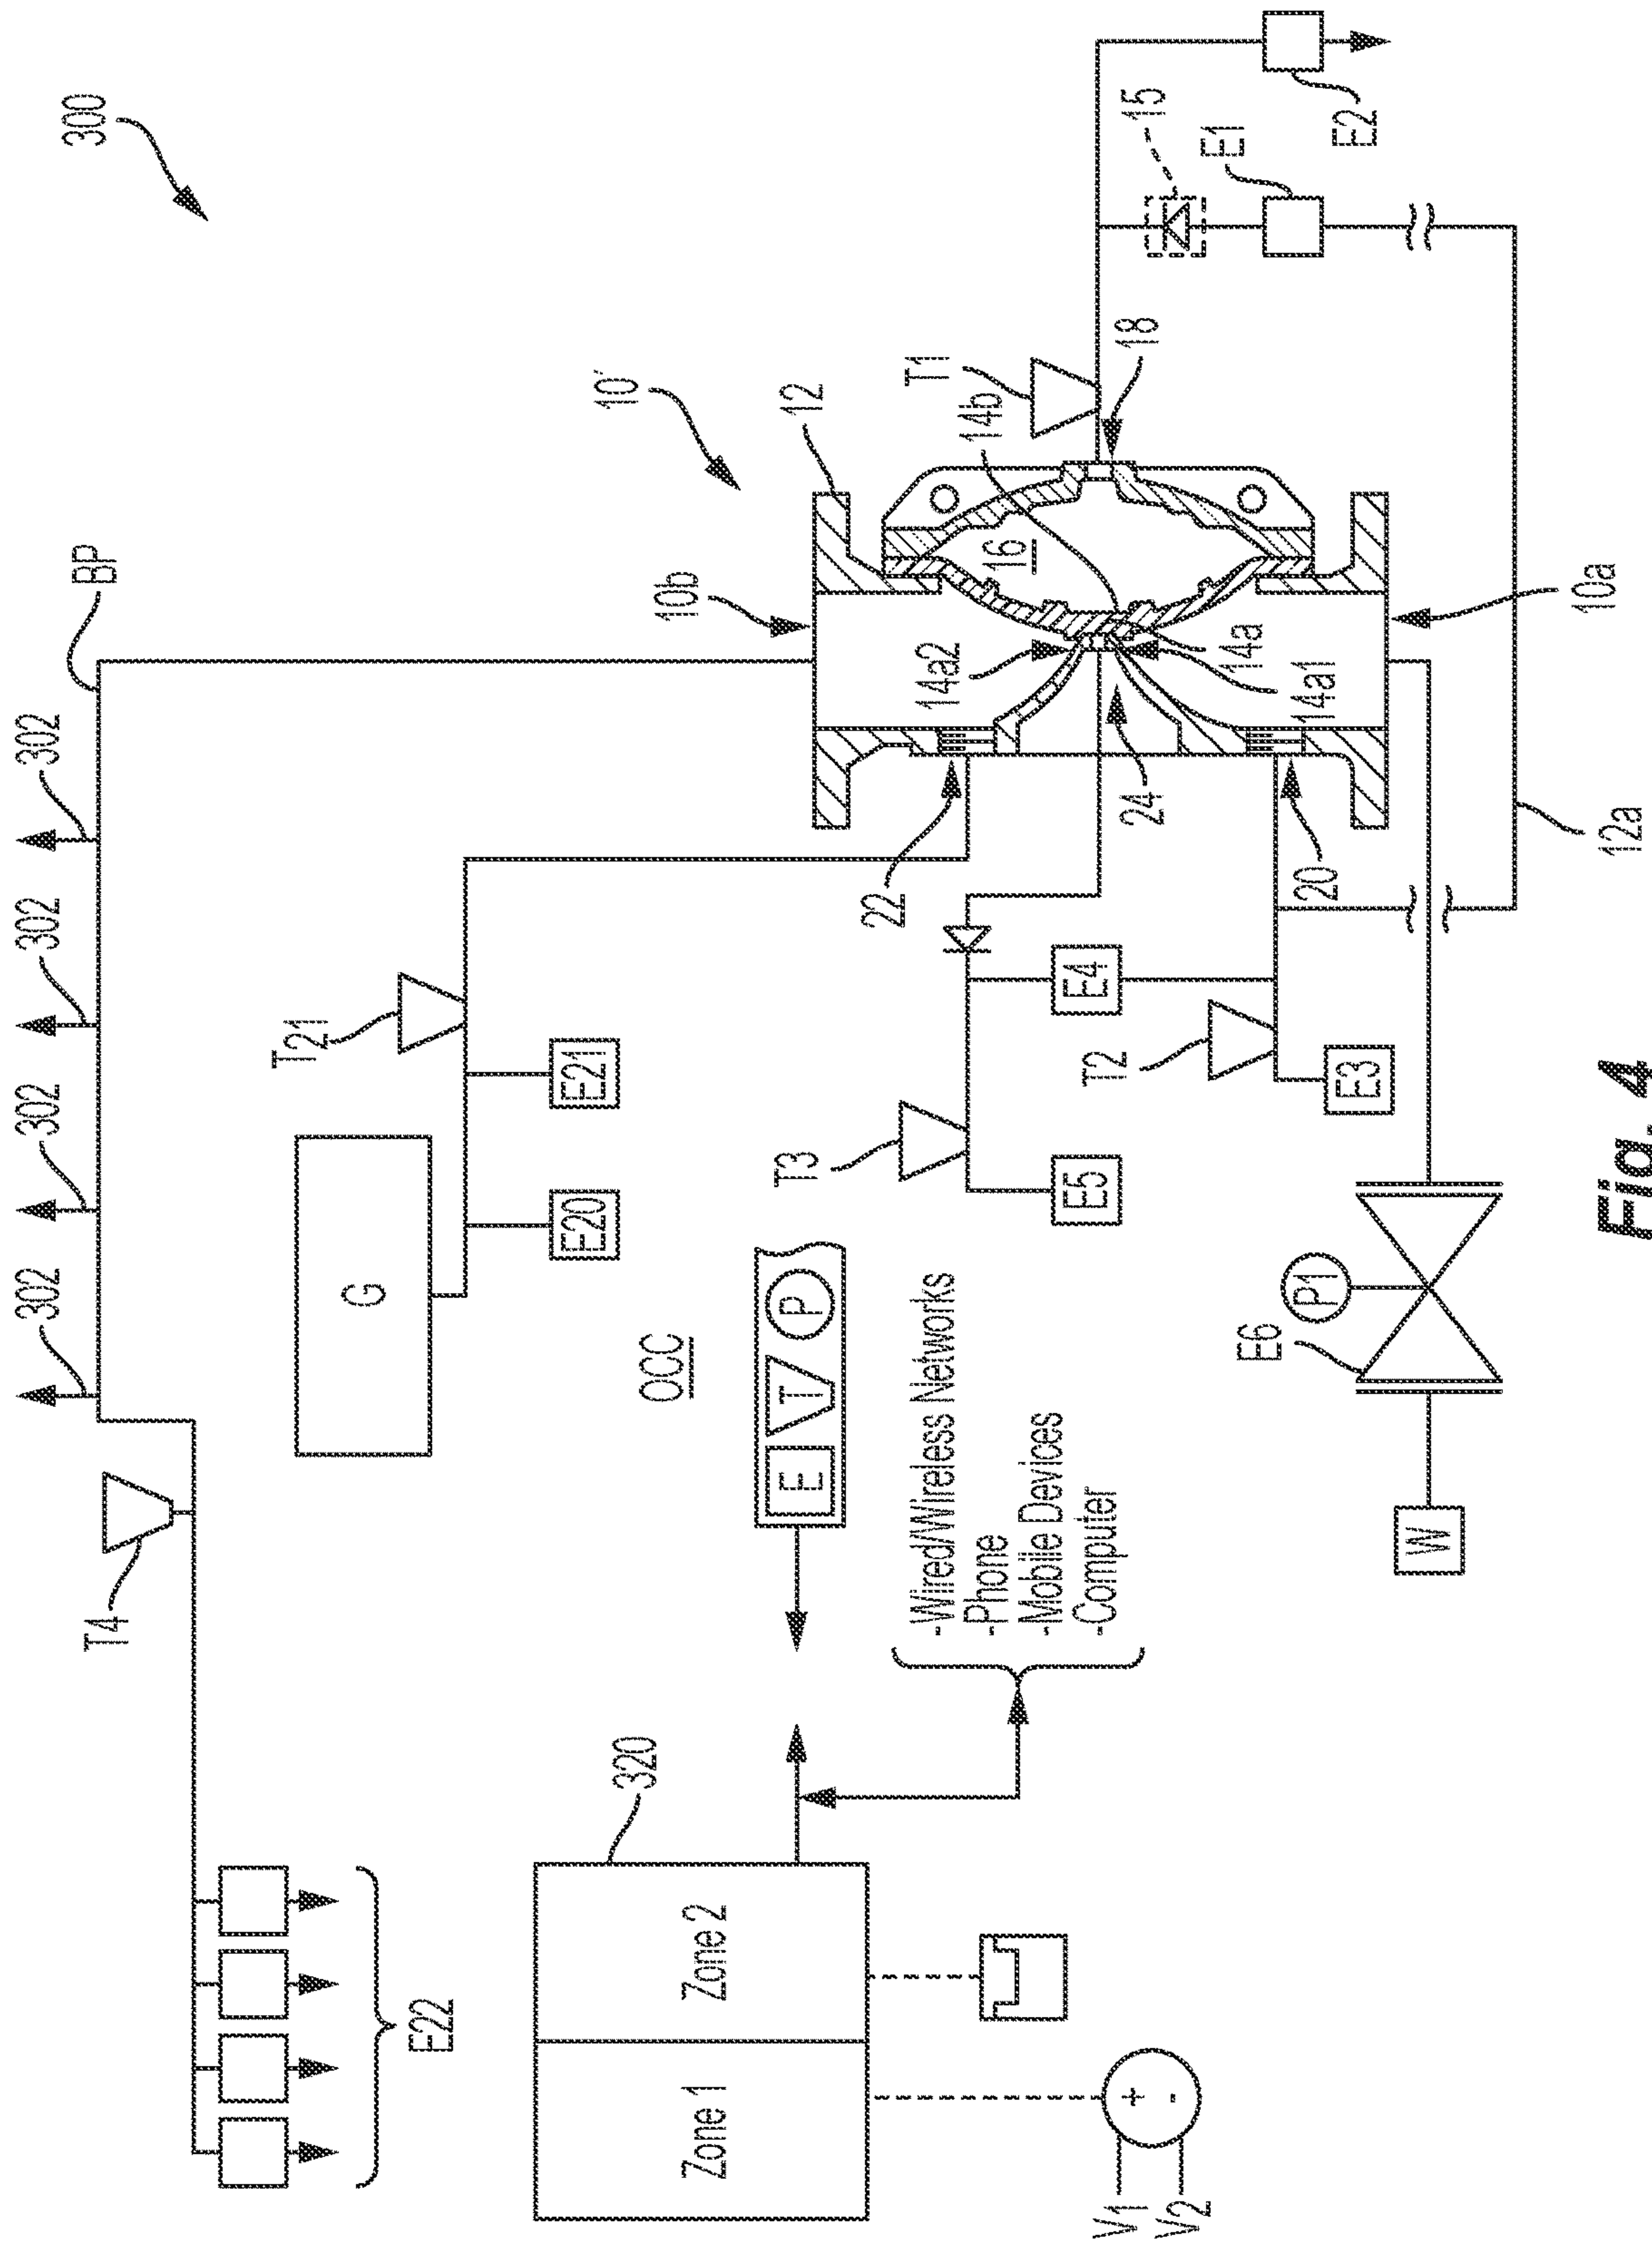 300
BP
302
302
302
302
T4
E22
G
T21
E21
E20
10'
12
10b
T1
14b
18
15
E1
E2
16
14a2
14a
14a1
10a
22
24
20
12a
E4
T2
E3
T3
E5
OCC
E T P
320
Zone 1
Zone 2
-Wired/Wireless Networks
-Phone
-Mobile Devices
-Computer
+
-
V1
V2
P1
E6
W
Fig. 4